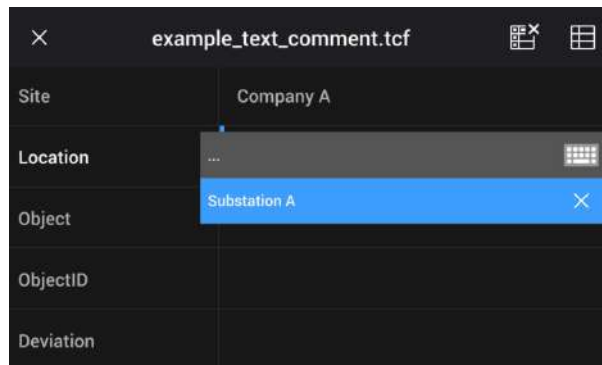 example_text_comment.tcf
Site Company A
Location
...
Substation A
Object
ObjectID
Deviation